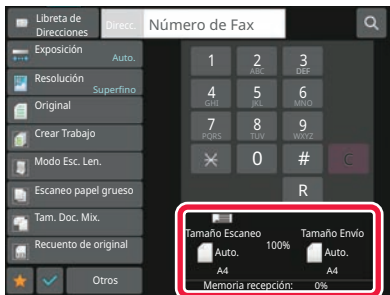 Libreta de
Direcciones
Direcc.
Número de Fax
Exposición
Auto.
Resolución
Superfino
Original
Crear Trabajo
Modo Esc. Len.
Escaneo papel grueso
Tam. Doc. Mix.
Recuento de original
Otros
1
2
ABC
3
DEF
4
GHI
5
JKL
6
MNO
7
PQRS
8
TUV
9
WXYZ
0
#
C
R
Tamaño Escaneo
Tamaño Envío
Auto.
100%
Auto.
A4
A4
Memoria recepción: 0%